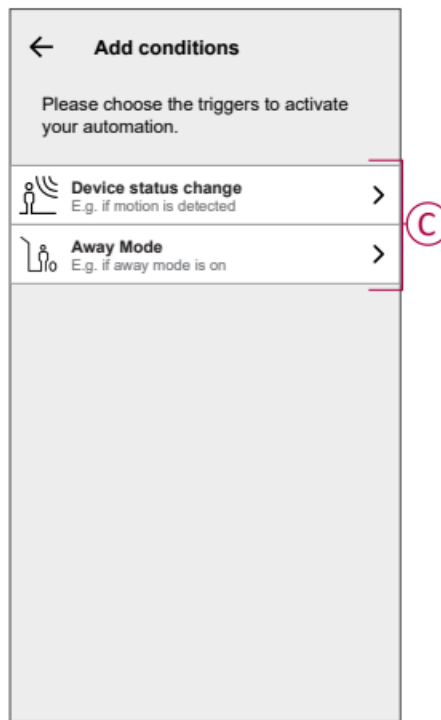 Add conditions
Please choose the triggers to activate
your automation.
Device status change
E.g. if motion is detected
Away Mode
E.g. if away mode is on
C